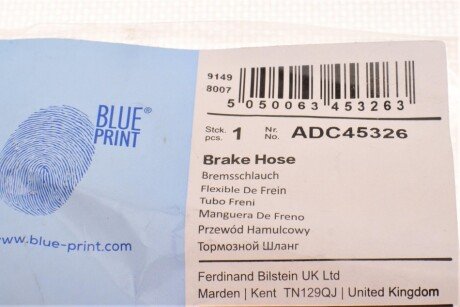 BLUE®
PRINT
www.blue-print.com
9149
8007
5 050063 453263
Stck. pcs. 1 Nr. No. ADC45326
Brake Hose
Bremsschlauch
Flexible De Frein
Tubo Freni
Manguera De Freno
Przewód Hamulcowy
Тормозной Шланг
Ferdinand Bilstein UK Ltd
Marden | Kent TN129QJ | United Kingdom